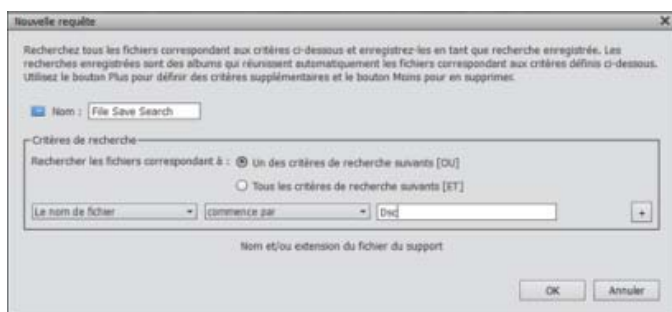 Nouvelle requête
Recherchez tous les fichiers correspondant aux critères ci-dessous et enregistrez-les en tant que recherche enregistrée. Les
recherches enregistrées sont des albums qui réunissent automatiquement les fichiers correspondant aux critères définis ci-dessous.
Utilisez le bouton Plus pour définir des critères supplémentaires et le bouton Moins pour en supprimer.
Nom : File Save Search
Critères de recherche
Rechercher les fichiers correspondant à : Un des critères de recherche suivants [OU]
Tous les critères de recherche suivants [ET]
Le nom de fichier commence par Dsc +
Nom et/ou extension du fichier du support
OK Annuler